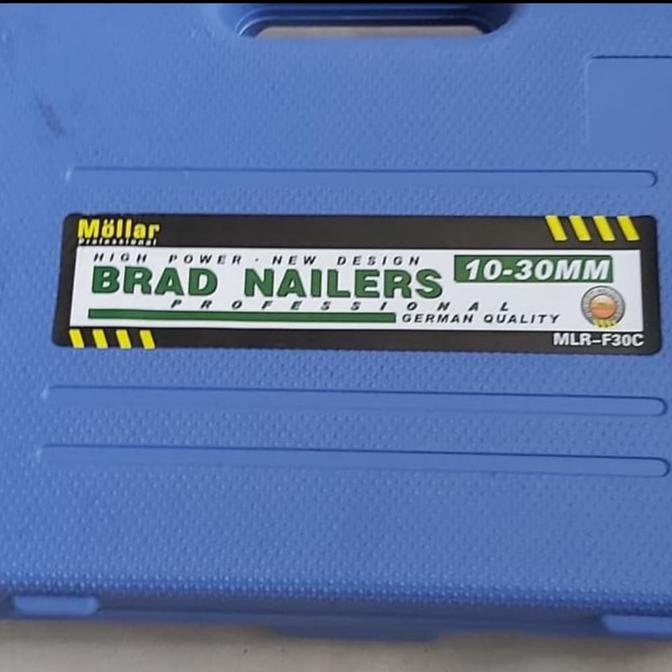 Möllar
Professional
HIGH POWER · NEW DESIGN
BRAD NAILERS
10-30MM
PROFESSIONAL
GERMAN QUALITY
MLR-F30C